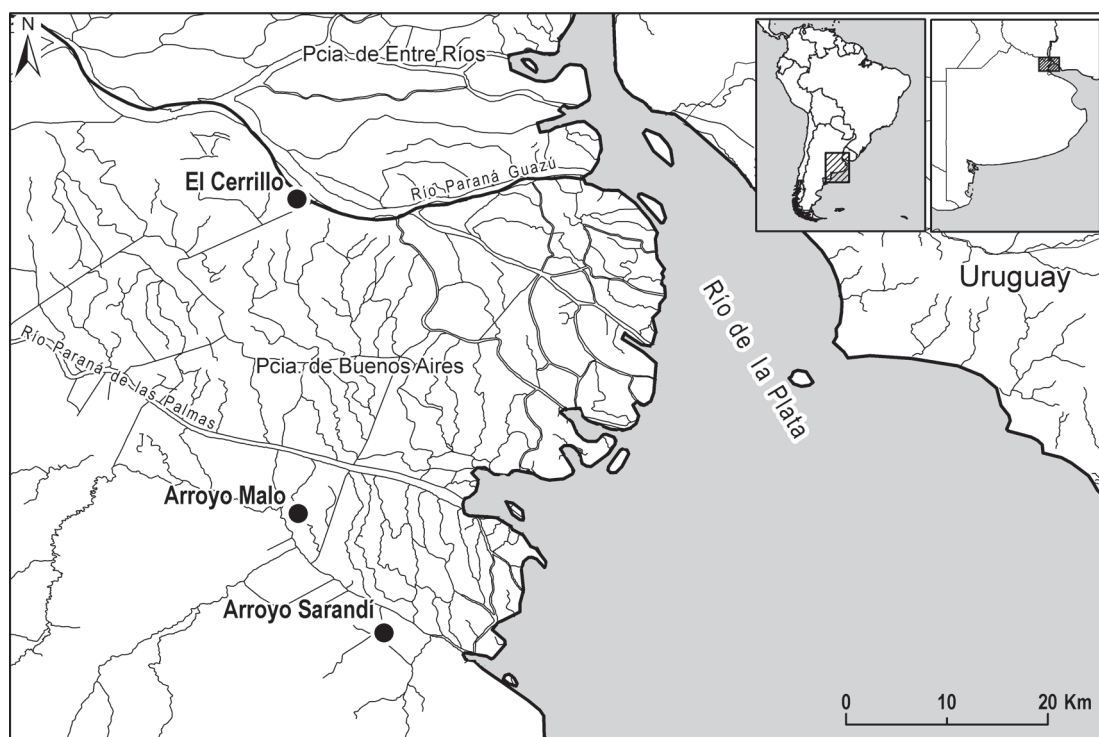 N
Pcia. de Entre Ríos
El Cerrillo
Río Paraná Guazú
Uruguay
Río de la Plata
Río Paraná de las Palmas
Pcia. de Buenos Aires
Arroyo Malo
Arroyo Sarandí
0 10 20 Km